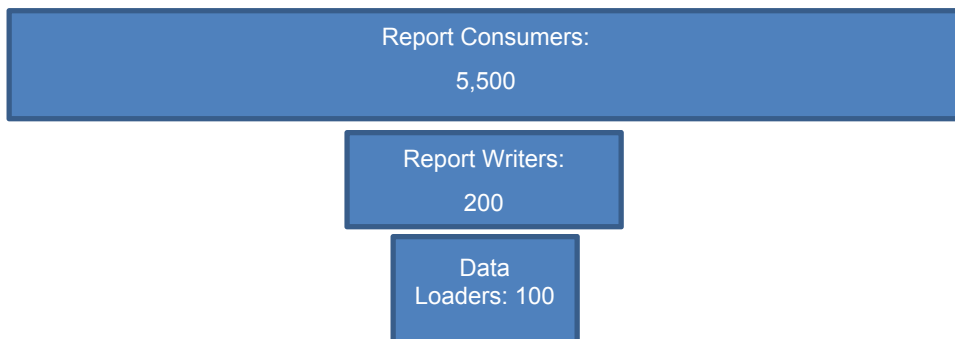 Report Consumers:
5,500
Report Writers:
200
Data
Loaders: 100